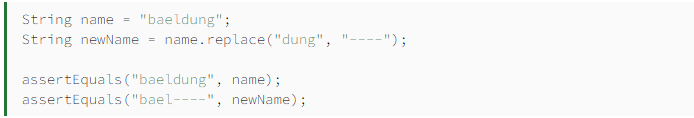 String name = "baeldung";
String newName = name.replace("dung", "----");
assertEquals("baeldung", name);
assertEquals("bael----", newName);